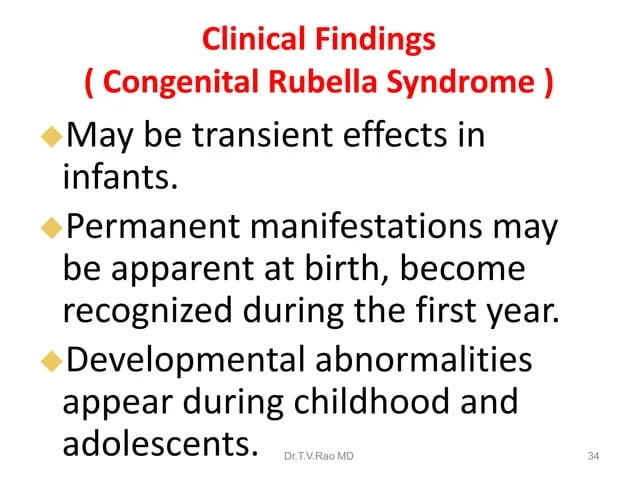 Clinical Findings
( Congenital Rubella Syndrome )
May be transient effects in
infants.
Permanent manifestations may
be apparent at birth, become
recognized during the first year.
Developmental abnormalities
appear during childhood and
adolescents.
Dr.T.V.Rao MD
34